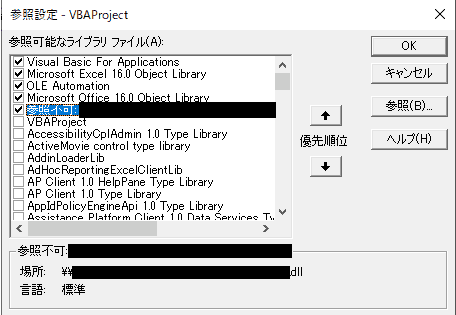 参照設定 - VBAProject
参照可能なライブラリ ファイル(A):
Visual Basic For Applications
Microsoft Excel 16.0 Object Library
OLE Automation
Microsoft Office 16.0 Object Library
参照不可:
VBAProject
AccessibilityCplAdmin 1.0 Type Library
ActiveMovie control type library
AddinLoaderLib
AdHocReportingExcelClientLib
AP Client 1.0 HelpPane Type Library
AP Client 1.0 Type Library
AppIdPolicyEngineApi 1.0 Type Library
Assistance Platform Client 1.0 Data Services Ty
優先順位
OK
キャンセル
参照(B)...
ヘルプ(H)
参照不可:
場所: \\ .dll
言語: 標準